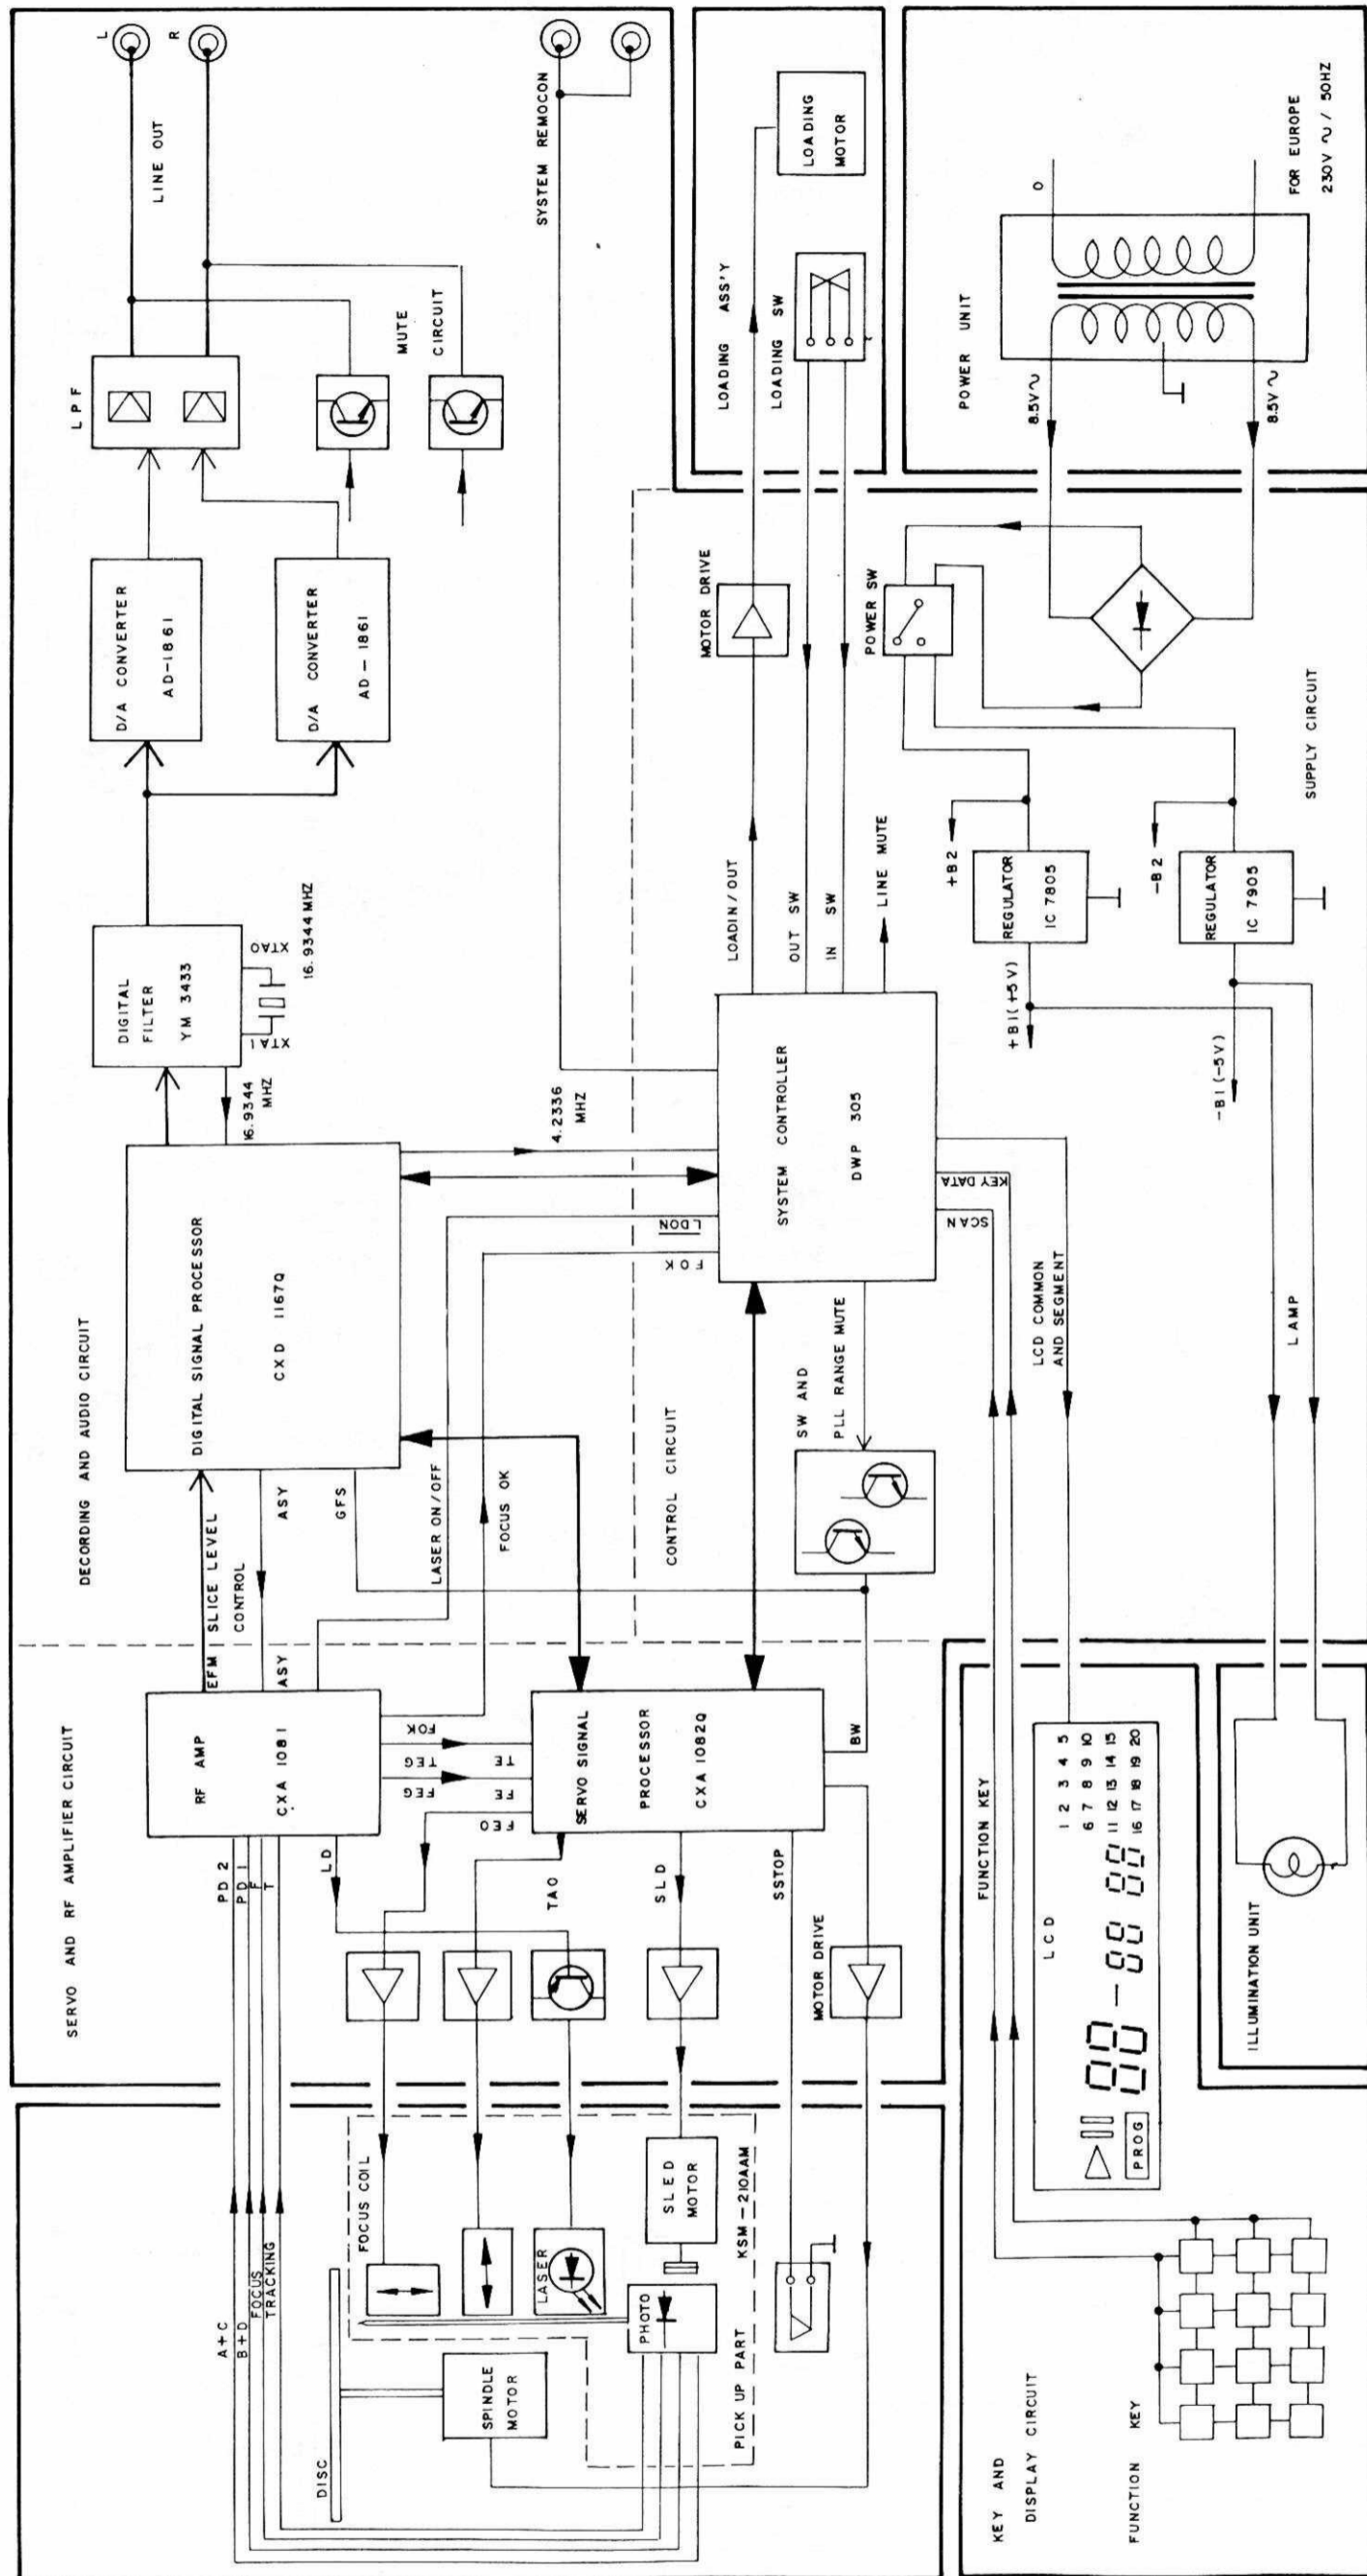 SERVO AND RF AMPLIFIER CIRCUIT
DECORDING AND AUDIO CIRCUIT
L
R
LINE OUT
SYSTEM REMOCON
L P F
MUTE
CIRCUIT
D/A CONVERTER
AD-1861
D/A CONVERTER
AD-1861
DIGITAL
FILTER
YM 3433
XTAI
XTAO
16.9344MHZ
16.9344
MHZ
DIGITAL SIGNAL PROCESSOR
CXD 1167Q
4.2336
MHZ
EFM SLICE LEVEL
CONTROL
ASY
ASY
GFS
LASER ON/OFF
FOCUS OK
LDON
FOK
RF AMP
CXA 1081
PD 2
PD 1
F
T
LD
FOK
TEG
FEG
TE
FE
FEO
SERVO SIGNAL
PROCESSOR
CXA 1082Q
TAO
SLD
SSTOP
BW
MOTOR DRIVE
A+C
B+D
FOCUS
TRACKING
DISC
SPINDLE
MOTOR
FOCUS COIL
LASER
PHOTO
SLED
MOTOR
PICK UP PART
KSM-210AAM
CONTROL CIRCUIT
SW AND
PLL RANGE MUTE
SYSTEM CONTROLLER
DWP 305
LOADIN/OUT
OUT SW
IN SW
LINE MUTE
MOTOR DRIVE
LOADING ASS'Y
LOADING SW
LOADING
MOTOR
KEY DATA
SCAN
LCD COMMON
AND SEGMENT
FUNCTION KEY
POWER UNIT
8.5V ∿
8.5V ∿
0
FOR EUROPE
230V ∿ / 50HZ
POWER SW
SUPPLY CIRCUIT
+B2
REGULATOR
IC 7805
+B1(+5V)
-B2
REGULATOR
IC 7905
-B1(-5V)
LAMP
ILLUMINATION UNIT
LCD
PROG
88-88 88
1 2 3 4 5
6 7 8 9 10
11 12 13 14 15
16 17 18 19 20
KEY AND
DISPLAY CIRCUIT
FUNCTION KEY